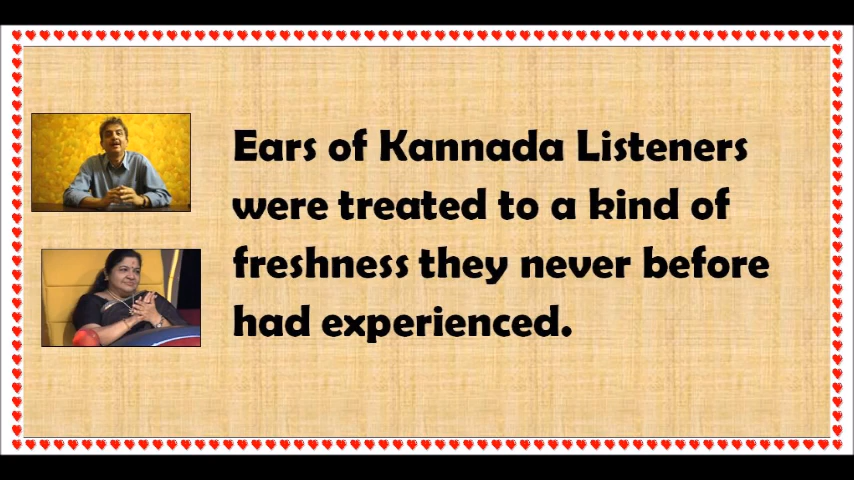 Ears of Kannada Listeners
were treated to a kind of
freshness they never before
had experienced.